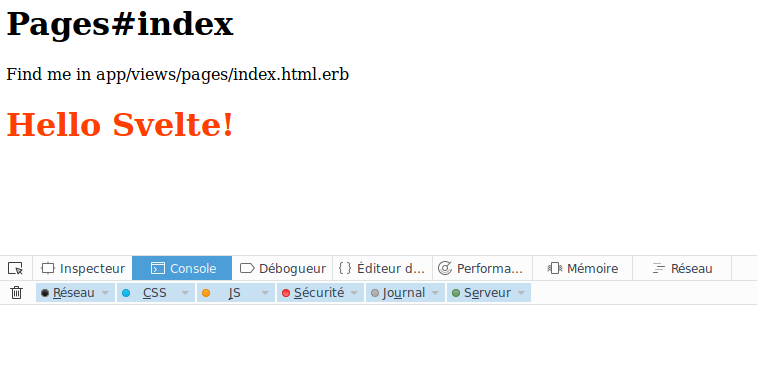 Pages#index
Find me in app/views/pages/index.html.erb
Hello Svelte!
Inspecteur Console Débogueur Éditeur d... Performa... Mémoire Réseau
Réseau CSS JS Sécurité Journal Serveur